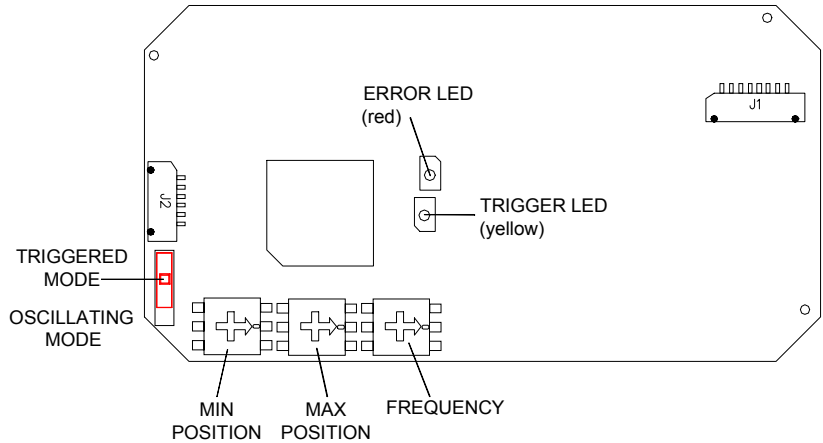 ERROR LED
(red)
J1
J2
TRIGGER LED
(yellow)
TRIGGERED
MODE
OSCILLATING
MODE
MIN
POSITION
MAX
POSITION
FREQUENCY